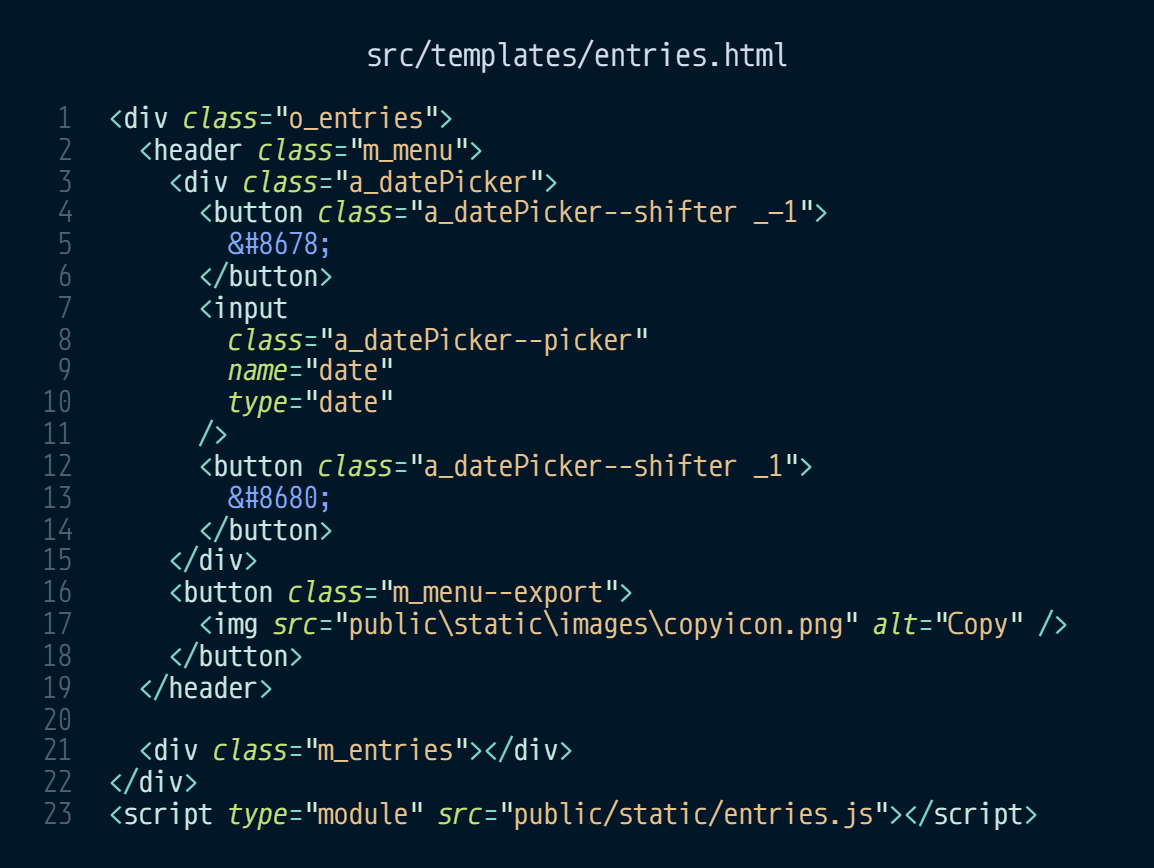 src/templates/entries.html
1 <div class="o_entries">
2   <header class="m_menu">
3     <div class="a_datePicker">
4       <button class="a_datePicker--shifter _-1">
5         &#8678;
6       </button>
7       <input
8         class="a_datePicker--picker"
9         name="date"
10         type="date"
11       />
12       <button class="a_datePicker--shifter _1">
13         &#8680;
14       </button>
15     </div>
16     <button class="m_menu--export">
17       <img src="public\static\images\copyicon.png" alt="Copy" />
18     </button>
19   </header>
20
21   <div class="m_entries"></div>
22 </div>
23 <script type="module" src="public/static/entries.js"></script>